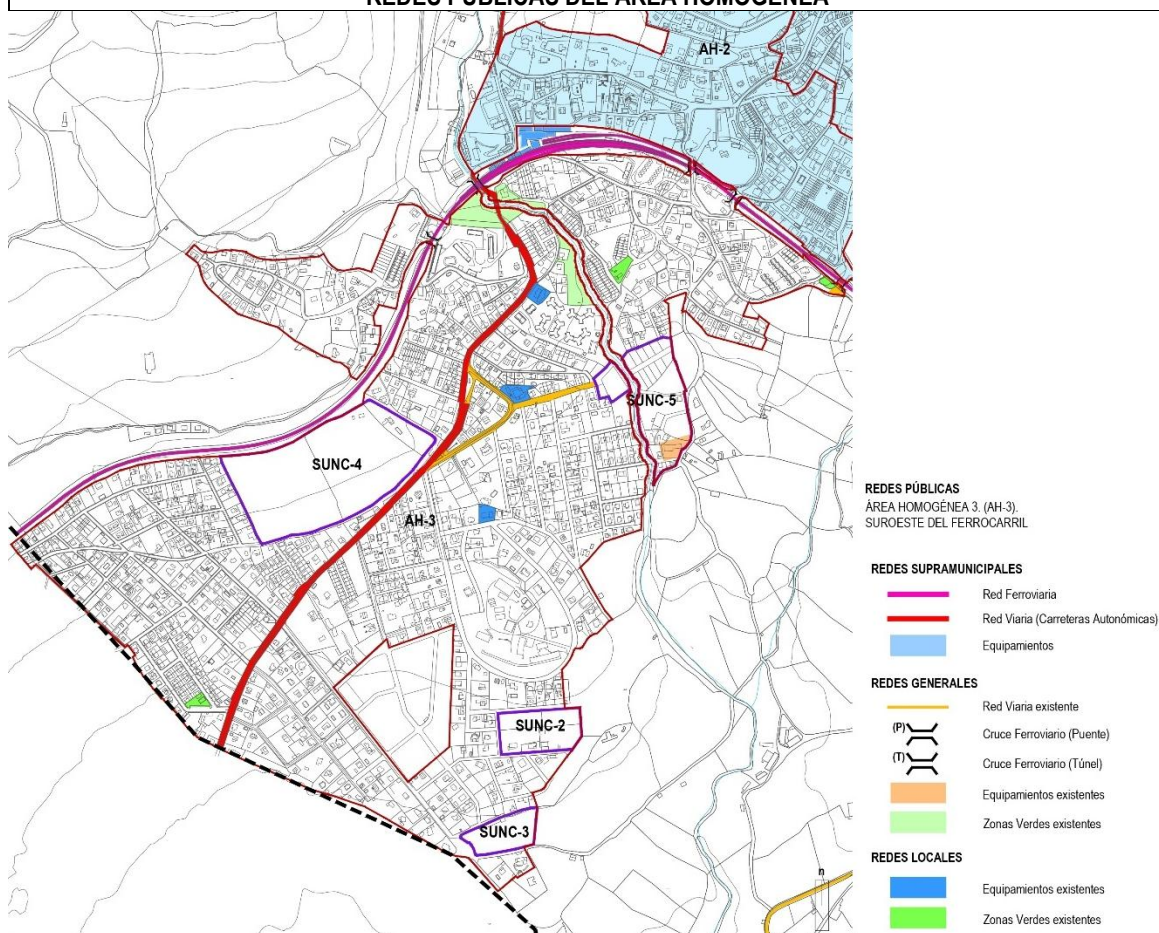 REDES PÚBLICAS DEL ÁREA HOMOGÉNEA
AH-2
SUNC-5
SUNC-4
AH-3
SUNC-2
SUNC-3
REDES PÚBLICAS
ÁREA HOMOGÉNEA 3. (AH-3).
SUROESTE DEL FERROCARRIL
REDES SUPRAMUNICIPALES
Red Ferroviaria
Red Viaria (Carreteras Autonómicas)
Equipamientos
REDES GENERALES
Red Viaria existente
(P) Cruce Ferroviario (Puente)
(T) Cruce Ferroviario (Túnel)
Equipamientos existentes
Zonas Verdes existentes
REDES LOCALES
Equipamientos existentes
Zonas Verdes existentes
n